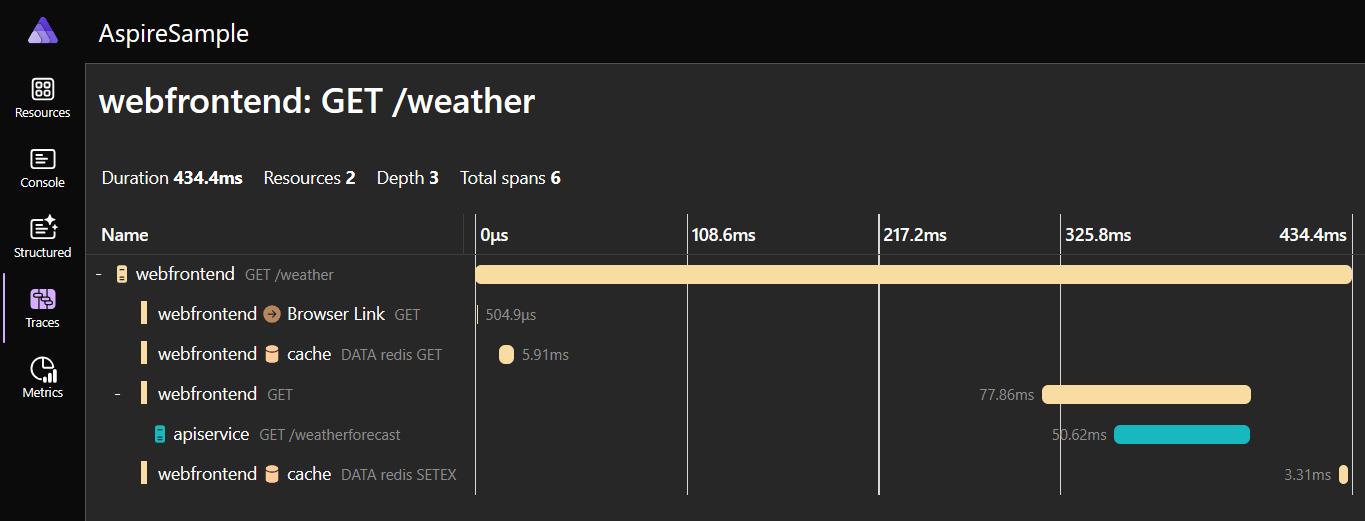 AspireSample
Resources
Console
Structured
Traces
Metrics
webfrontend: GET /weather
Duration 434.4ms Resources 2 Depth 3 Total spans 6
Name 0µs 108.6ms 217.2ms 325.8ms 434.4ms
- webfrontend GET /weather
webfrontend Browser Link GET 504.9µs
webfrontend cache DATA redis GET 5.91ms
- webfrontend GET 77.86ms
apiservice GET /weatherforecast 50.62ms
webfrontend cache DATA redis SETEX 3.31ms